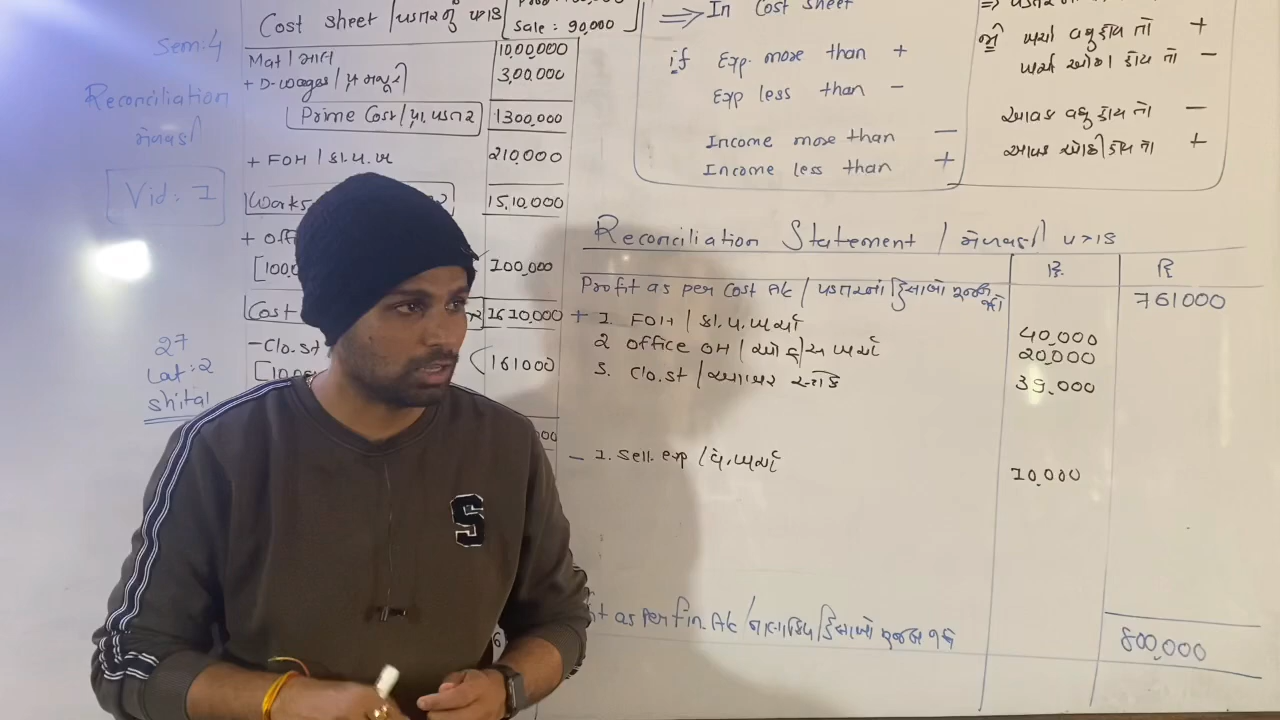 Sem:4
Reconciliation
મેળવણી
Vid: 1
27
Lat:2
shital
Cost sheet / પડતરનું પત્રક
Sale: 90,000
Mat / માલ 10,00,000
+ D-wages / પ્ર મજૂરી 3,00,000
Prime Cost / પ્રા. પડતર 1300,000
+ FOH / કા.પ.ખ 210,000
Works 15,10,000
+ off
[100,0 100,000
Cost 1610,000
-Clo.st 161000
[10,00
⇒ In Cost sheet
if Exp. more than +
Exp less than -
Income more than -
Income less than +
જો ખર્ચા વધુ હોય તો +
ખર્ચા ઓછા હોય તો -
આવક વધુ હોય તો -
આવક ઓછી હોય તો +
Reconciliation Statement / મેળવણી પત્રક
રૂિ. રૂિ
Profit as per Cost A/c / પડતરના હિસાબો મુજબ નફો 761000
+ 1. FOH / કા.પ.ખર્ચા 40,000
2 office OH / ઓફિસ ખર્ચા 20,000
3. Clo.st / આખર સ્ટોક 39,000
- 1. Sell. exp / વે.ખર્ચા 10,000
it as per fin. A/c / નાણાકિય હિસાબો મુજબ નફો 800,000
S